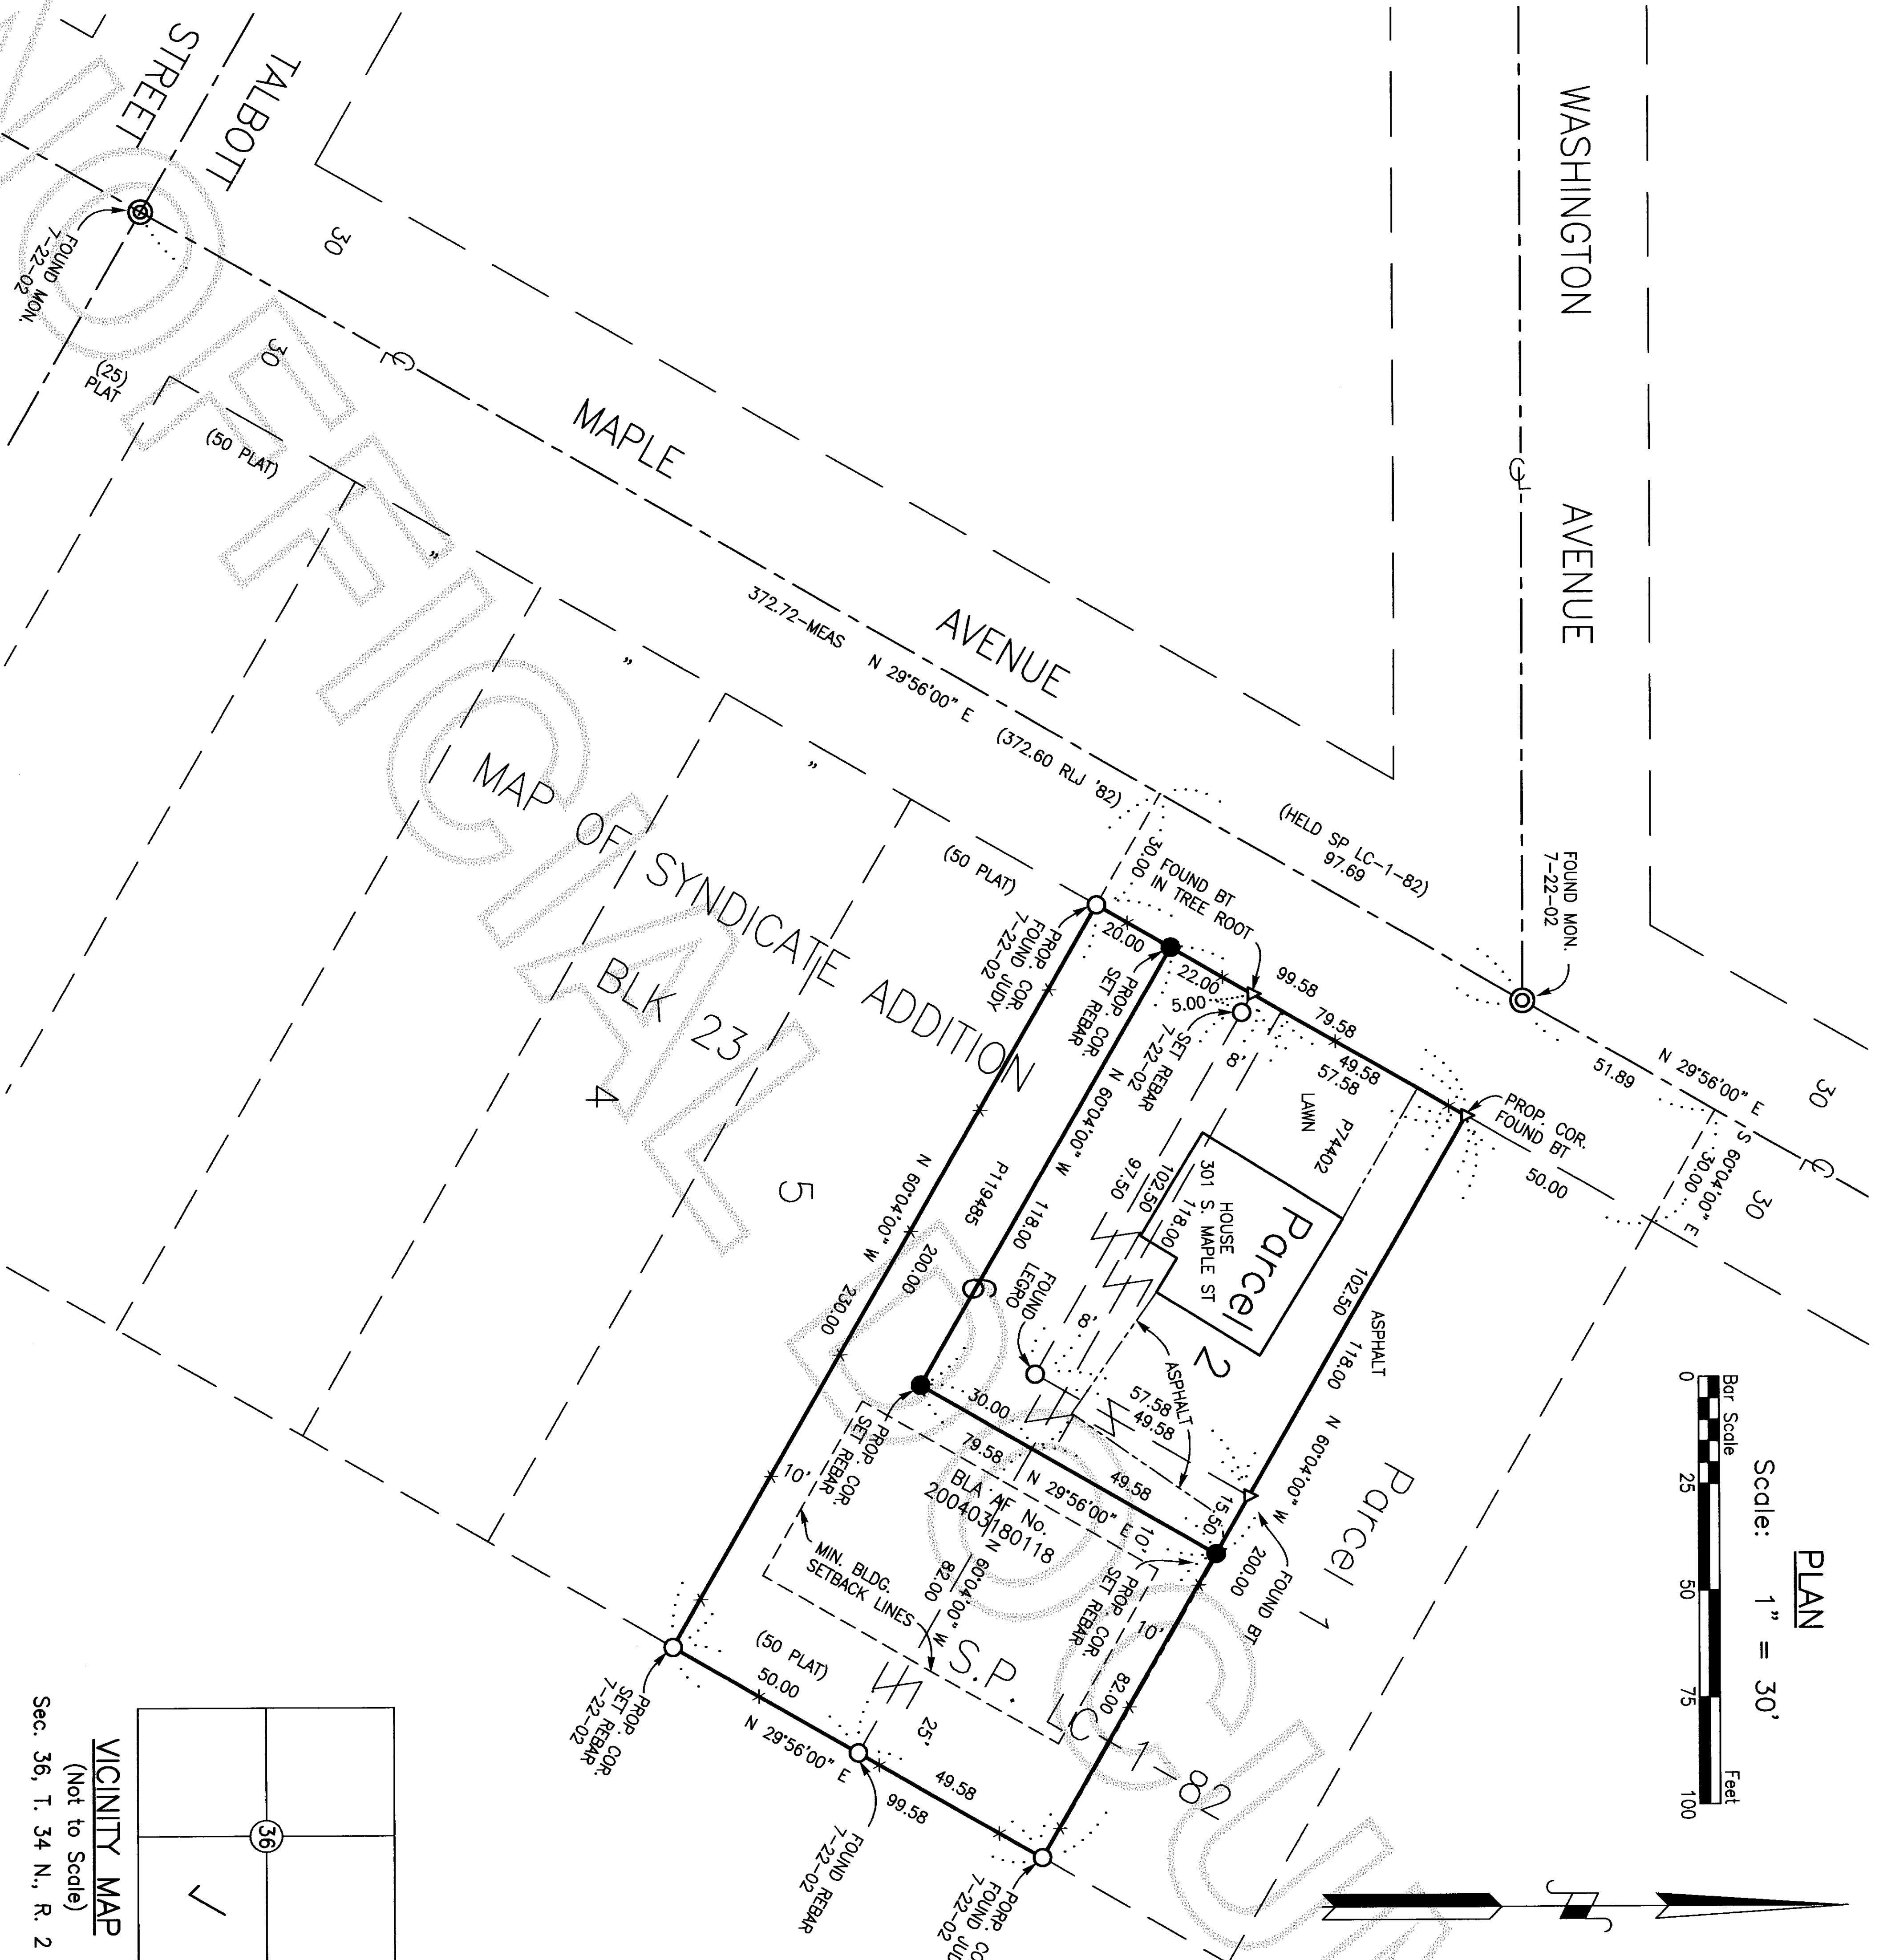 PLAN
Scale: 1" = 30'
Bar Scale
Feet
0 25 50 75 100
WASHINGTON AVENUE
TALBOTT
STREET
MAPLE AVENUE
FOUND MON.
7-22-02
FOUND MON.
7-22-02
30
30
30
30
(25)
PLAT
(50 PLAT)
"
"
"
(50 PLAT)
372.72-MEAS N 29°56'00" E (372.60 RLJ '82)
(HELD SP LC-1-82)
97.69
51.89
N 29°56'00" E
S 60°04'00" E
30.00
50.00
PROP. COR.
FOUND BT
30.00
FOUND BT
IN TREE ROOT
PROP. COR.
FOUND JUDY
7-22-02
20.00
22.00
5.00
99.58
79.58
49.58
57.58
PROP. COR.
SET REBAR
SET REBAR
7-22-02
8'
LAWN
P74402
Parcel 2
HOUSE
301 S. MAPLE ST
118.00
102.50
97.50
N 60°04'00" W 118.00
P119485
6
N 60°04'00" W
200.00
230.00
FOUND
LEGRO
8'
ASPHALT
ASPHALT
102.50 118.00 N 60°04'00" W
200.00
Parcel 1
57.58
49.58
15.50
FOUND BT
30.00
79.58
N 29°56'00" E
49.58
10'
PROP. COR.
SET REBAR
PROP. COR.
SET REBAR
BLA AF No.
200403180118
N 60°04'00" W
82.00
10'
10'
82.00
MIN. BLDG.
SETBACK LINES
S.P. LC-1-82
25'
(50 PLAT)
50.00
N 29°56'00" E
49.58
99.58
PROP. COR.
SET REBAR
7-22-02
FOUND REBAR
7-22-02
PORP. CO
FOUND JUD
7-22-02
MAP OF SYNDICATE ADDITION
BLK 23
4
5
N
36
VICINITY MAP
(Not to Scale)
Sec. 36, T. 34 N., R. 2
NOFFICIAL DOCU